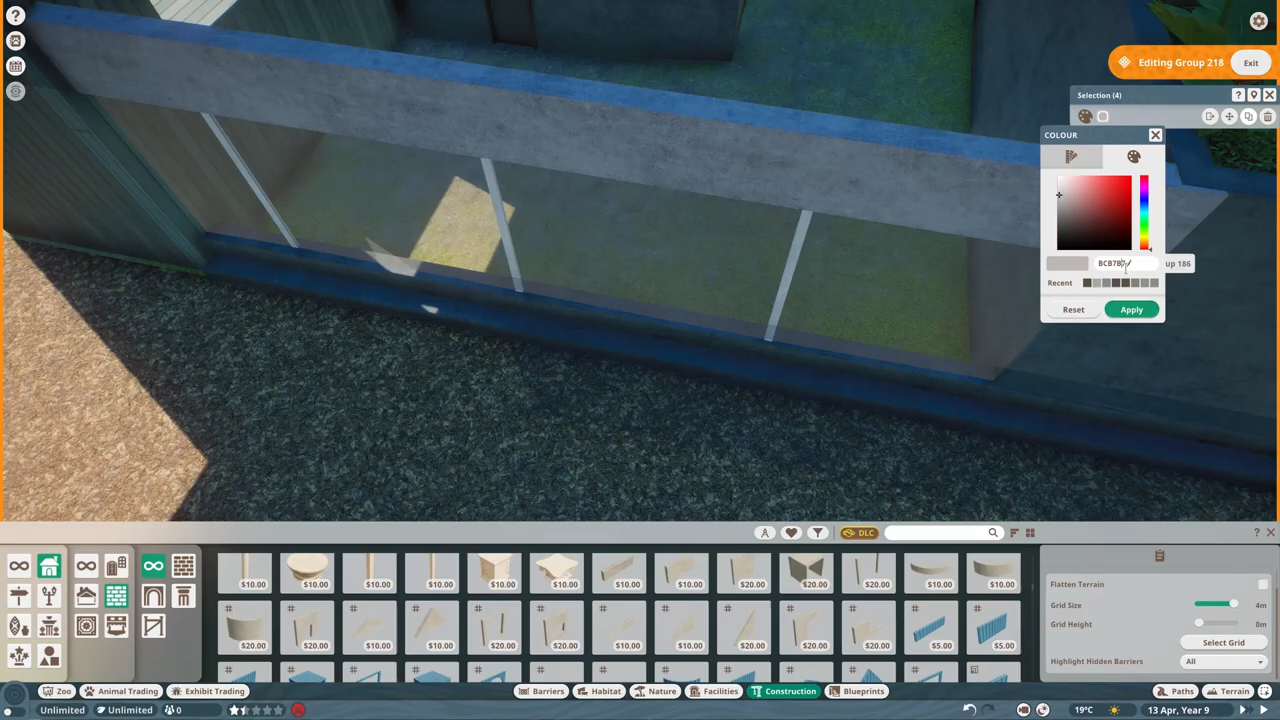 ?
Editing Group 218
Exit
Selection (4)
?
COLOUR
BCB7B
up 186
Recent
Reset
Apply
DLC
?
$10.00 $10.00 $10.00 $10.00 $10.00 $10.00 $10.00 $10.00 $20.00 $20.00 $20.00 $10.00 $10.00
$20.00 $20.00 $10.00 $10.00 $20.00 $20.00 $10.00 $10.00 $20.00 $20.00 $20.00 $5.00 $5.00
Flatten Terrain
Grid Size
4m
Grid Height
0m
Select Grid
Highlight Hidden Barriers
All
Zoo
Animal Trading
Exhibit Trading
Barriers
Habitat
Nature
Facilities
Construction
Blueprints
Paths
Terrain
Unlimited
Unlimited
0
19°C
13 Apr, Year 9